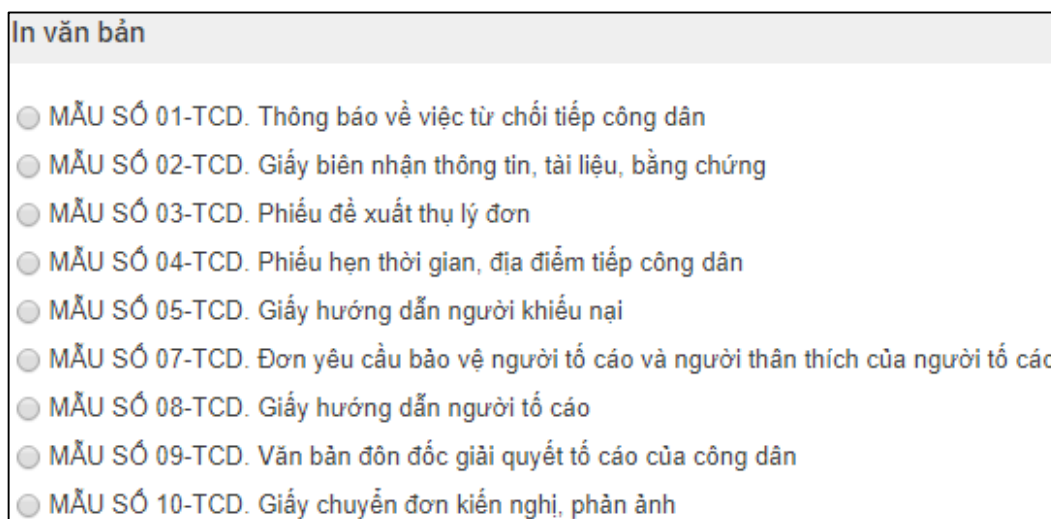 In văn bản
MẪU SỐ 01-TCD. Thông báo về việc từ chối tiếp công dân
MẪU SỐ 02-TCD. Giấy biên nhận thông tin, tài liệu, bằng chứng
MẪU SỐ 03-TCD. Phiếu đề xuất thụ lý đơn
MẪU SỐ 04-TCD. Phiếu hẹn thời gian, địa điểm tiếp công dân
MẪU SỐ 05-TCD. Giấy hướng dẫn người khiếu nại
MẪU SỐ 07-TCD. Đơn yêu cầu bảo vệ người tố cáo và người thân thích của người tố cáo
MẪU SỐ 08-TCD. Giấy hướng dẫn người tố cáo
MẪU SỐ 09-TCD. Văn bản đôn đốc giải quyết tố cáo của công dân
MẪU SỐ 10-TCD. Giấy chuyển đơn kiến nghị, phản ảnh